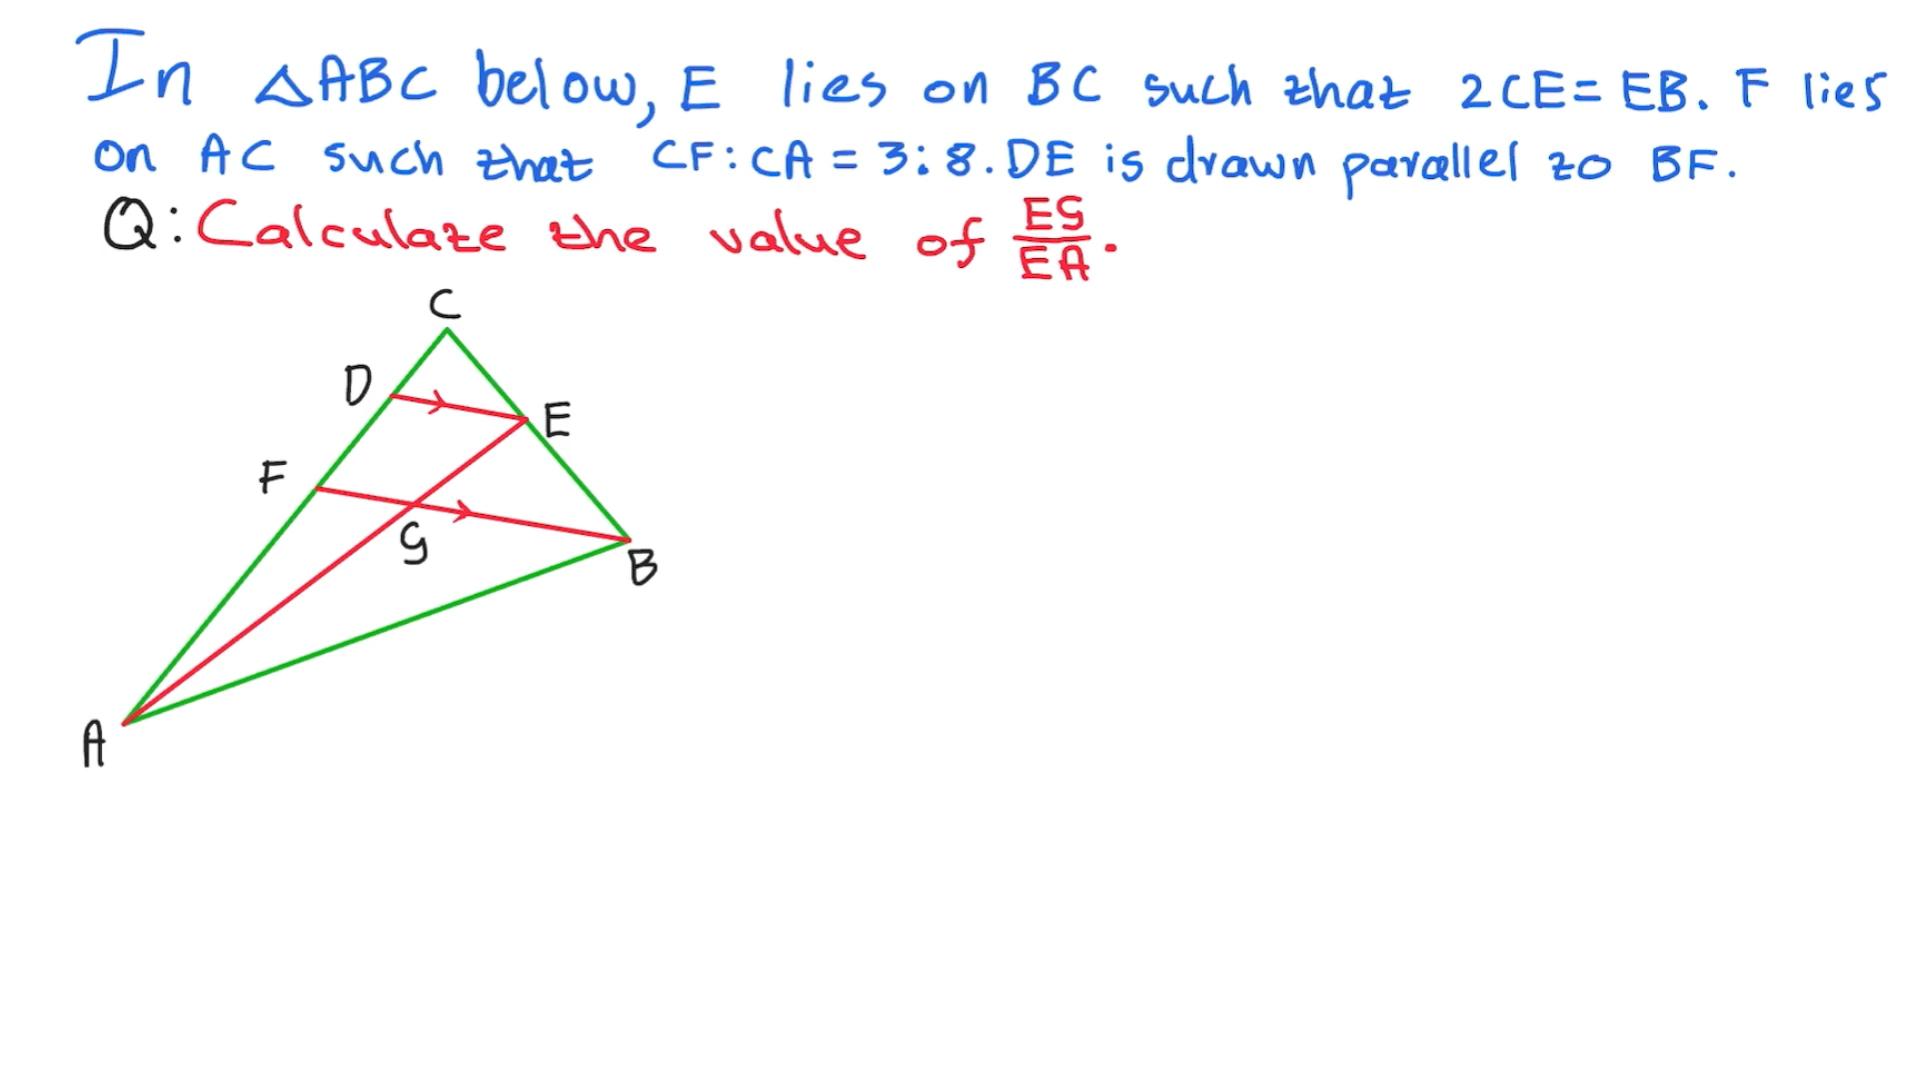 In △ABC below, E lies on BC such that 2CE = EB. F lies
on AC such that CF : CA = 3 : 8. DE is drawn parallel to BF.
Q: Calculate the value of EG/EA.
C
D
E
F
G
B
A